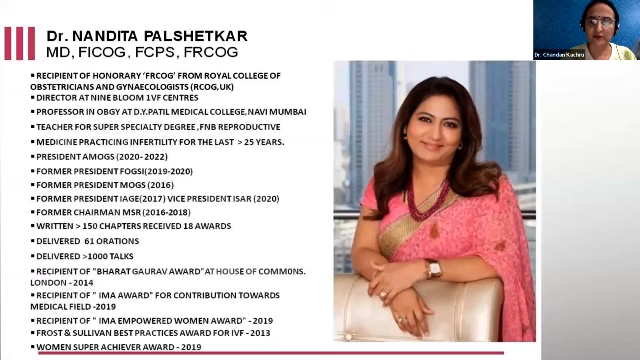 Dr. NANDITA PALSHETKAR
MD, FICOG, FCPS, FRCOG
▪ RECIPIENT OF HONORARY 'FRCOG' FROM ROYAL COLLEGE OF
OBSTETRICIANS AND GYNAECOLOGISTS (RCOG,UK)
▪ DIRECTOR AT NINE BLOOM 1VF CENTRES
▪ PROFESSOR IN OBGY AT D.Y.PATIL MEDICAL COLLEGE,NAVI MUMBAI
▪ TEACHER FOR SUPER SPECIALTY DEGREE ,FNB REPRODUCTIVE
▪ MEDICINE PRACTICING INFERTILITY FOR THE LAST > 25 YEARS.
▪ PRESIDENT AMOGS (2020-2022)
▪ FORMER PRESIDENT FOGSI(2019-2020)
▪ FORMER PRESIDENT MOGS (2016)
▪ FORMER PRESIDENT IAGE(2017) VICE PRESIDENT ISAR (2020)
▪ FORMER CHAIRMAN MSR (2016-2018)
▪ WRITTEN > 150 CHAPTERS RECEIVED 18 AWARDS
▪ DELIVERED 61 ORATIONS
▪ DELIVERED >1000 TALKS
▪ RECIPIENT OF "BHARAT GAURAV AWARD"AT HOUSE OF COMM0NS.
LONDON - 2014
▪ RECIPIENT OF " IMA AWARD" FOR CONTRIBUTION TOWARDS
MEDICAL FIELD -2019
▪ RECIPIENT OF " IMA EMPOWERED WOMEN AWARD" - 2019
▪ FROST & SULLIVAN BEST PRACTICES AWARD FOR IVF - 2013
▪ WOMEN SUPER ACHIEVER AWARD - 2019
Dr. Chandan Kachru